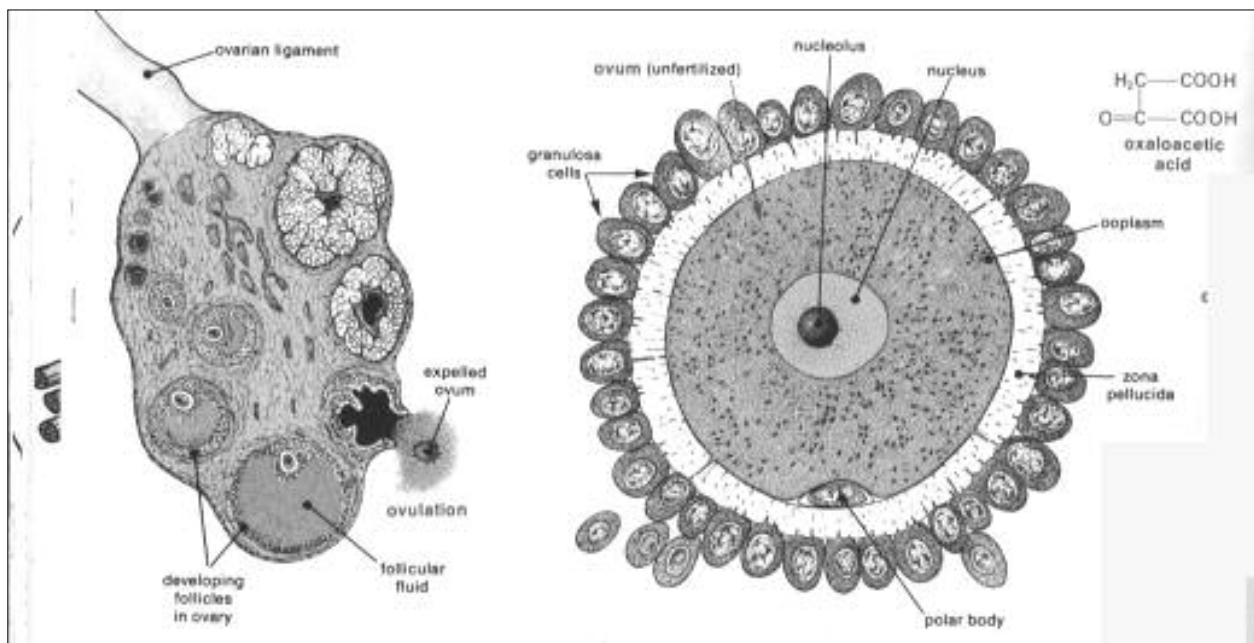 ovarian ligament
expelled
ovum
ovulation
follicular
fluid
developing
follicles
in ovary
nucleolus
ovum (unfertilized)
nucleus
granulosa
cells
ooplasm
zona
pellucida
polar body
H₂C—COOH
O=C—COOH
oxaloacetic
acid